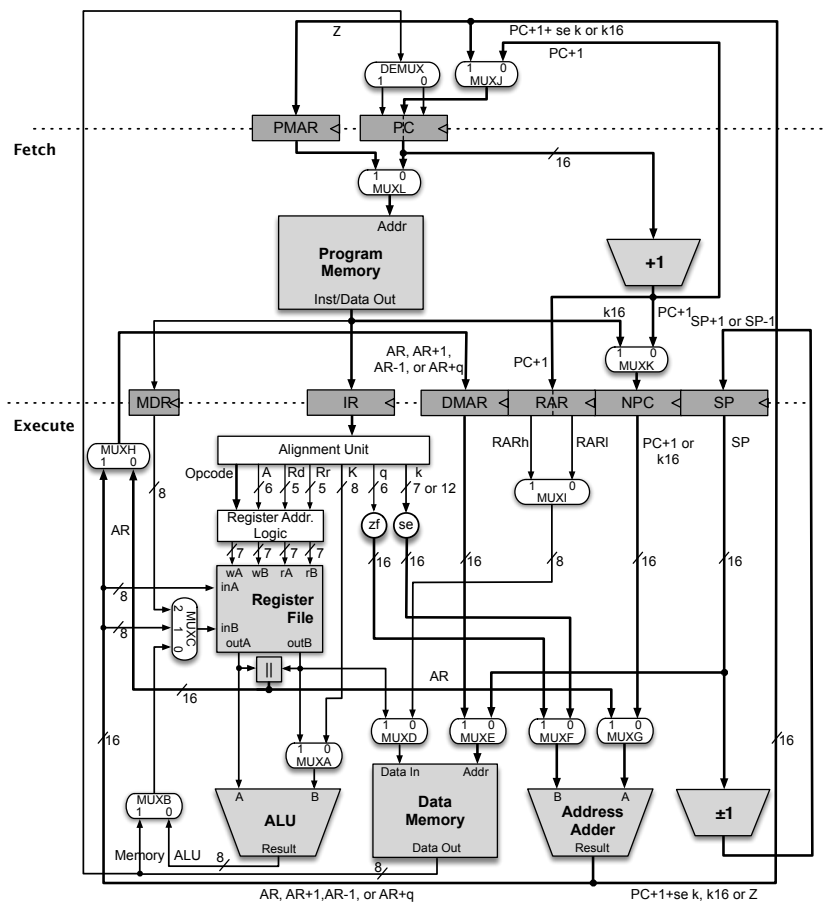 Z
PC+1+ se k or k16
PC+1
DEMUX
1 0
1 0
MUXJ
PMAR
PC
Fetch
16
1 0
MUXL
Addr
Program
Memory
Inst/Data Out
+1
k16
PC+1
SP+1 or SP-1
AR, AR+1,
AR-1, or AR+q
PC+1
1 0
MUXK
MDR
IR
DMAR
RAR
NPC
SP
Execute
MUXH
1 0
Alignment Unit
RARh
RARl
PC+1 or
k16
SP
Opcode
A
Rd
Rr
K
q
k
6
5
5
8
6
7 or 12
8
1 0
MUXI
Register Addr.
Logic
zf
se
AR
7
7
7
7
16
16
16
8
16
16
wA wB rA rB
inA
8
Register
File
2 1 0
MUXC
8
inB
outA
outB
||
AR
16
1 0
MUXD
1 0
MUXE
1 0
MUXF
1 0
MUXG
16
16
1 0
MUXA
Data In
Addr
B
A
MUXB
1 0
A
B
ALU
Data
Memory
Address
Adder
±1
Result
Data Out
Result
Memory
ALU
8
8
AR, AR+1,AR-1, or AR+q
PC+1+se k, k16 or Z